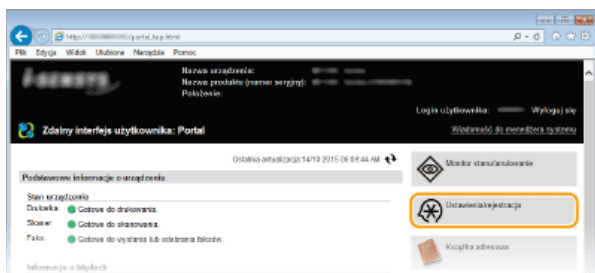 http://
/portal_top.html
Plik Edycja Widok Ulubione Narzędzia Pomoc
Nazwa urządzenia:
Nazwa produktu (numer seryjny):
Położenie:
Login użytkownika: Wyloguj się
Zdalny interfejs użytkownika: Portal
Wiadomość do menedżera systemu
Ostatnia aktualizacja:14/10 2015 06:09:44 AM
Monitor stanu/anulowanie
Podstawowe informacje o urządzeniu
Stan urządzenia
Drukarka: Gotowe do drukowania.
Ustawienia/rejestracja
Skaner: Gotowe do skanowania.
Faks: Gotowe do wysłania lub odebrania faksów.
Książka adresowa
Informacje o błędach